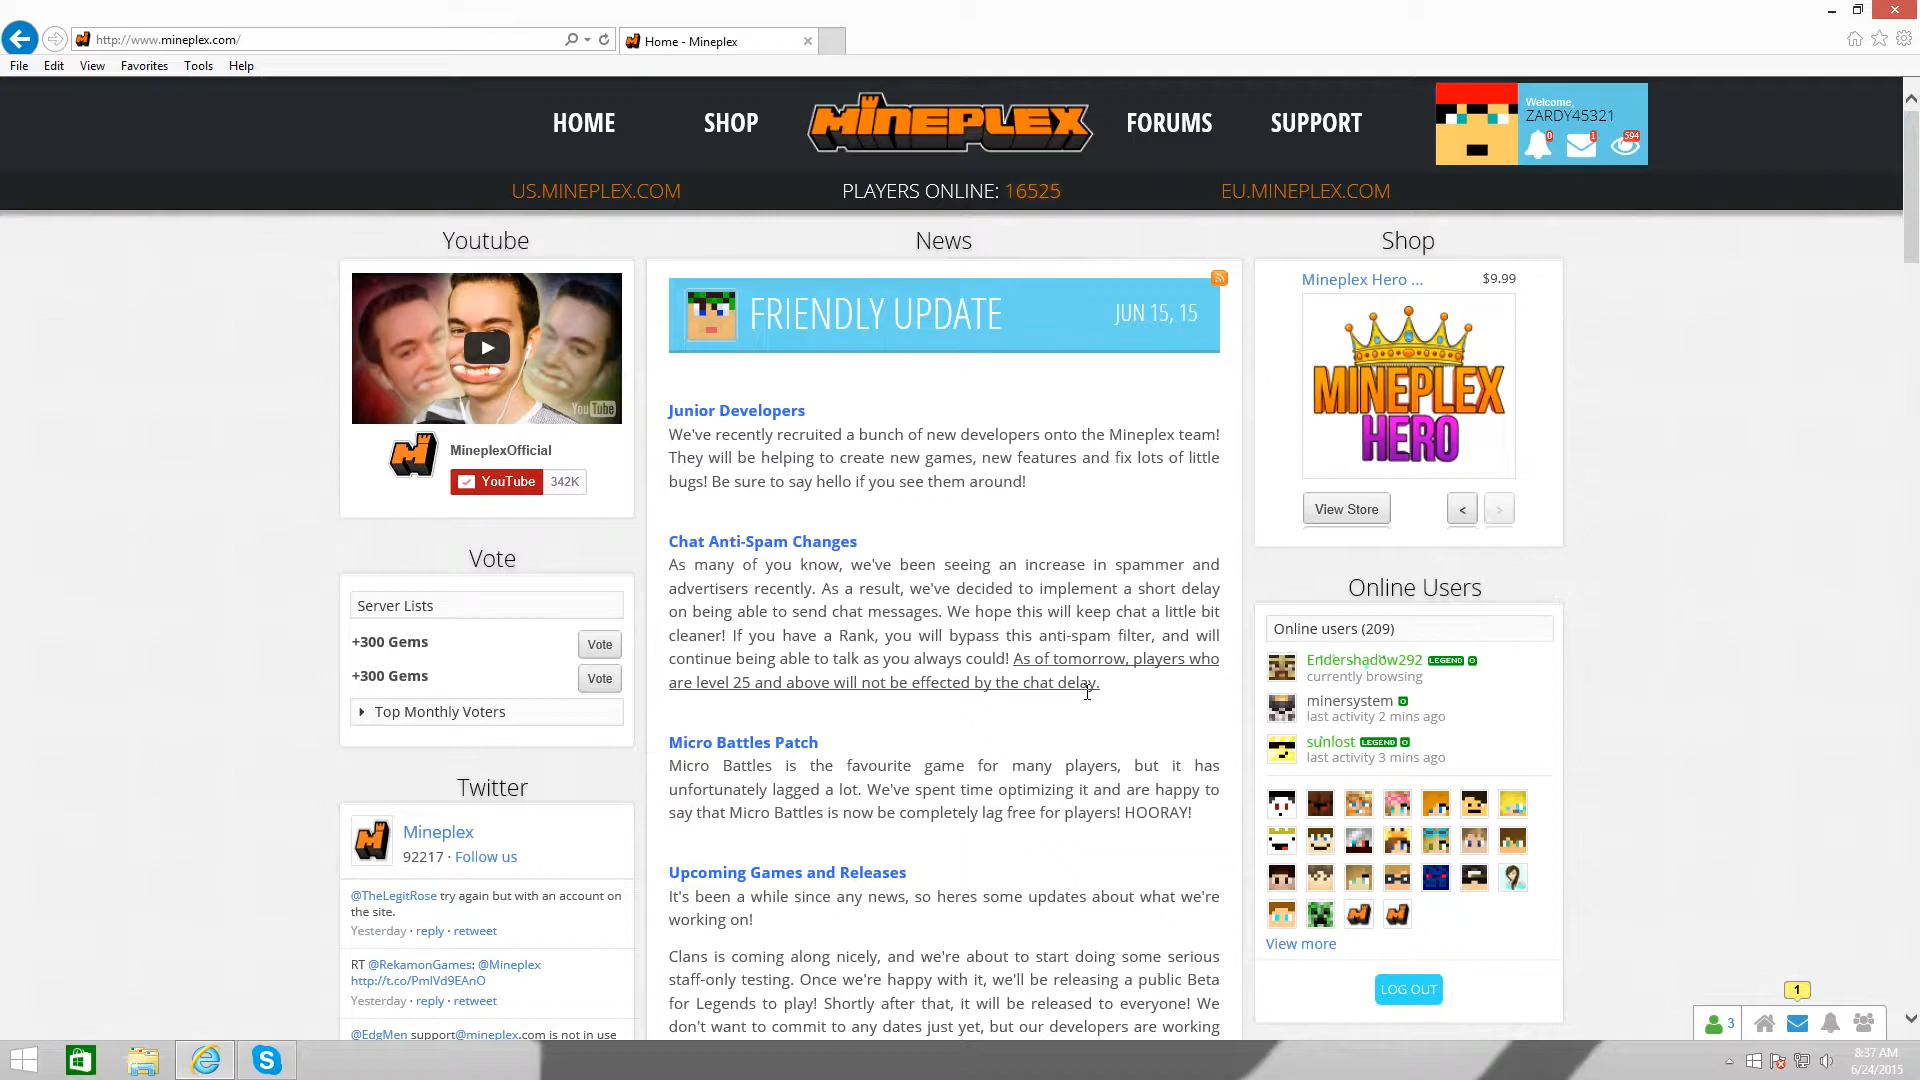 http://www.mineplex.com/
Home - Mineplex
File Edit View Favorites Tools Help
HOME SHOP MINEPLEX FORUMS SUPPORT
Welcome,
ZARDY45321
0 1 594
US.MINEPLEX.COM PLAYERS ONLINE: 16525 EU.MINEPLEX.COM
Youtube
You Tube
MineplexOfficial
YouTube 342K
Vote
Server Lists
+300 Gems Vote
+300 Gems Vote
Top Monthly Voters
Twitter
Mineplex
92217 · Follow us
@TheLegitRose try again but with an account on
the site.
Yesterday · reply · retweet
RT @RekamonGames: @Mineplex
http://t.co/PmlVd9EAnO
Yesterday · reply · retweet
@EdgMen support@mineplex.com is not in use
News
FRIENDLY UPDATE JUN 15, 15
Junior Developers
We've recently recruited a bunch of new developers onto the Mineplex team!
They will be helping to create new games, new features and fix lots of little
bugs! Be sure to say hello if you see them around!
Chat Anti-Spam Changes
As many of you know, we've been seeing an increase in spammer and
advertisers recently. As a result, we've decided to implement a short delay
on being able to send chat messages. We hope this will keep chat a little bit
cleaner! If you have a Rank, you will bypass this anti-spam filter, and will
continue being able to talk as you always could! As of tomorrow, players who
are level 25 and above will not be effected by the chat delay.
Micro Battles Patch
Micro Battles is the favourite game for many players, but it has
unfortunately lagged a lot. We've spent time optimizing it and are happy to
say that Micro Battles is now be completely lag free for players! HOORAY!
Upcoming Games and Releases
It's been a while since any news, so heres some updates about what we're
working on!
Clans is coming along nicely, and we're about to start doing some serious
staff-only testing. Once we're happy with it, we'll be releasing a public Beta
for Legends to play! Shortly after that, it will be released to everyone! We
don't want to commit to any dates just yet, but our developers are working
Shop
Mineplex Hero ... $9.99
MINEPLEX
HERO
View Store < >
Online Users
Online users (209)
Endershadow292 LEGEND O
currently browsing
minersystem O
last activity 2 mins ago
sunlost LEGEND O
last activity 3 mins ago
View more
LOG OUT
1
3
8:37 AM
6/24/2015